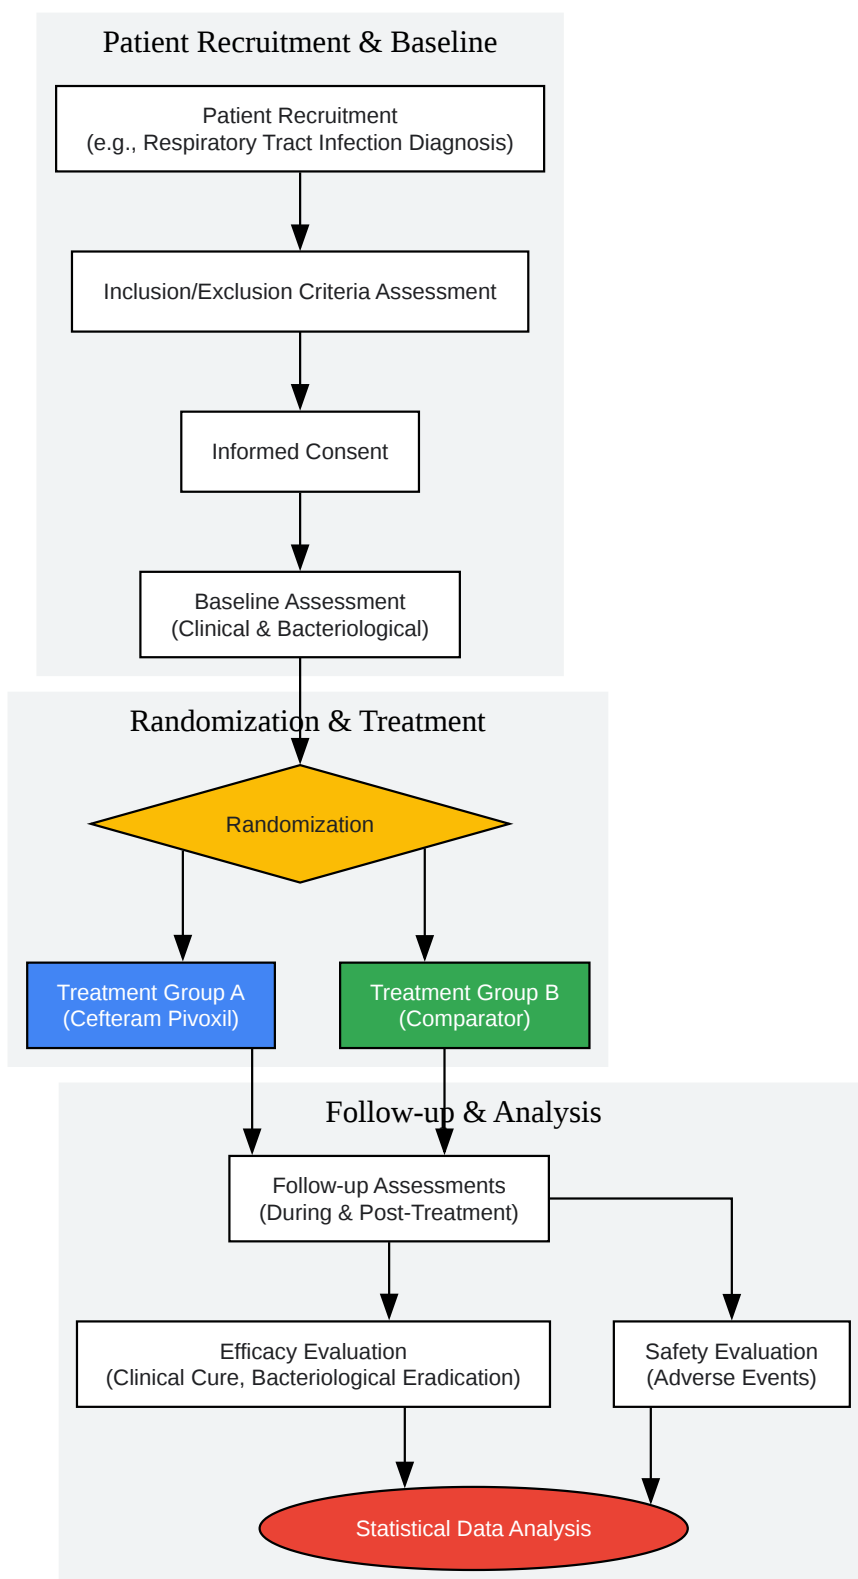 Patient Recruitment & Baseline
Patient Recruitment
(e.g., Respiratory Tract Infection Diagnosis)
Inclusion/Exclusion Criteria Assessment
Informed Consent
Baseline Assessment
(Clinical & Bacteriological)
Randomization & Treatment
Randomization
Treatment Group A
(Cefteram Pivoxil)
Treatment Group B
(Comparator)
Follow-up & Analysis
Follow-up Assessments
(During & Post-Treatment)
Efficacy Evaluation
(Clinical Cure, Bacteriological Eradication)
Safety Evaluation
(Adverse Events)
Statistical Data Analysis